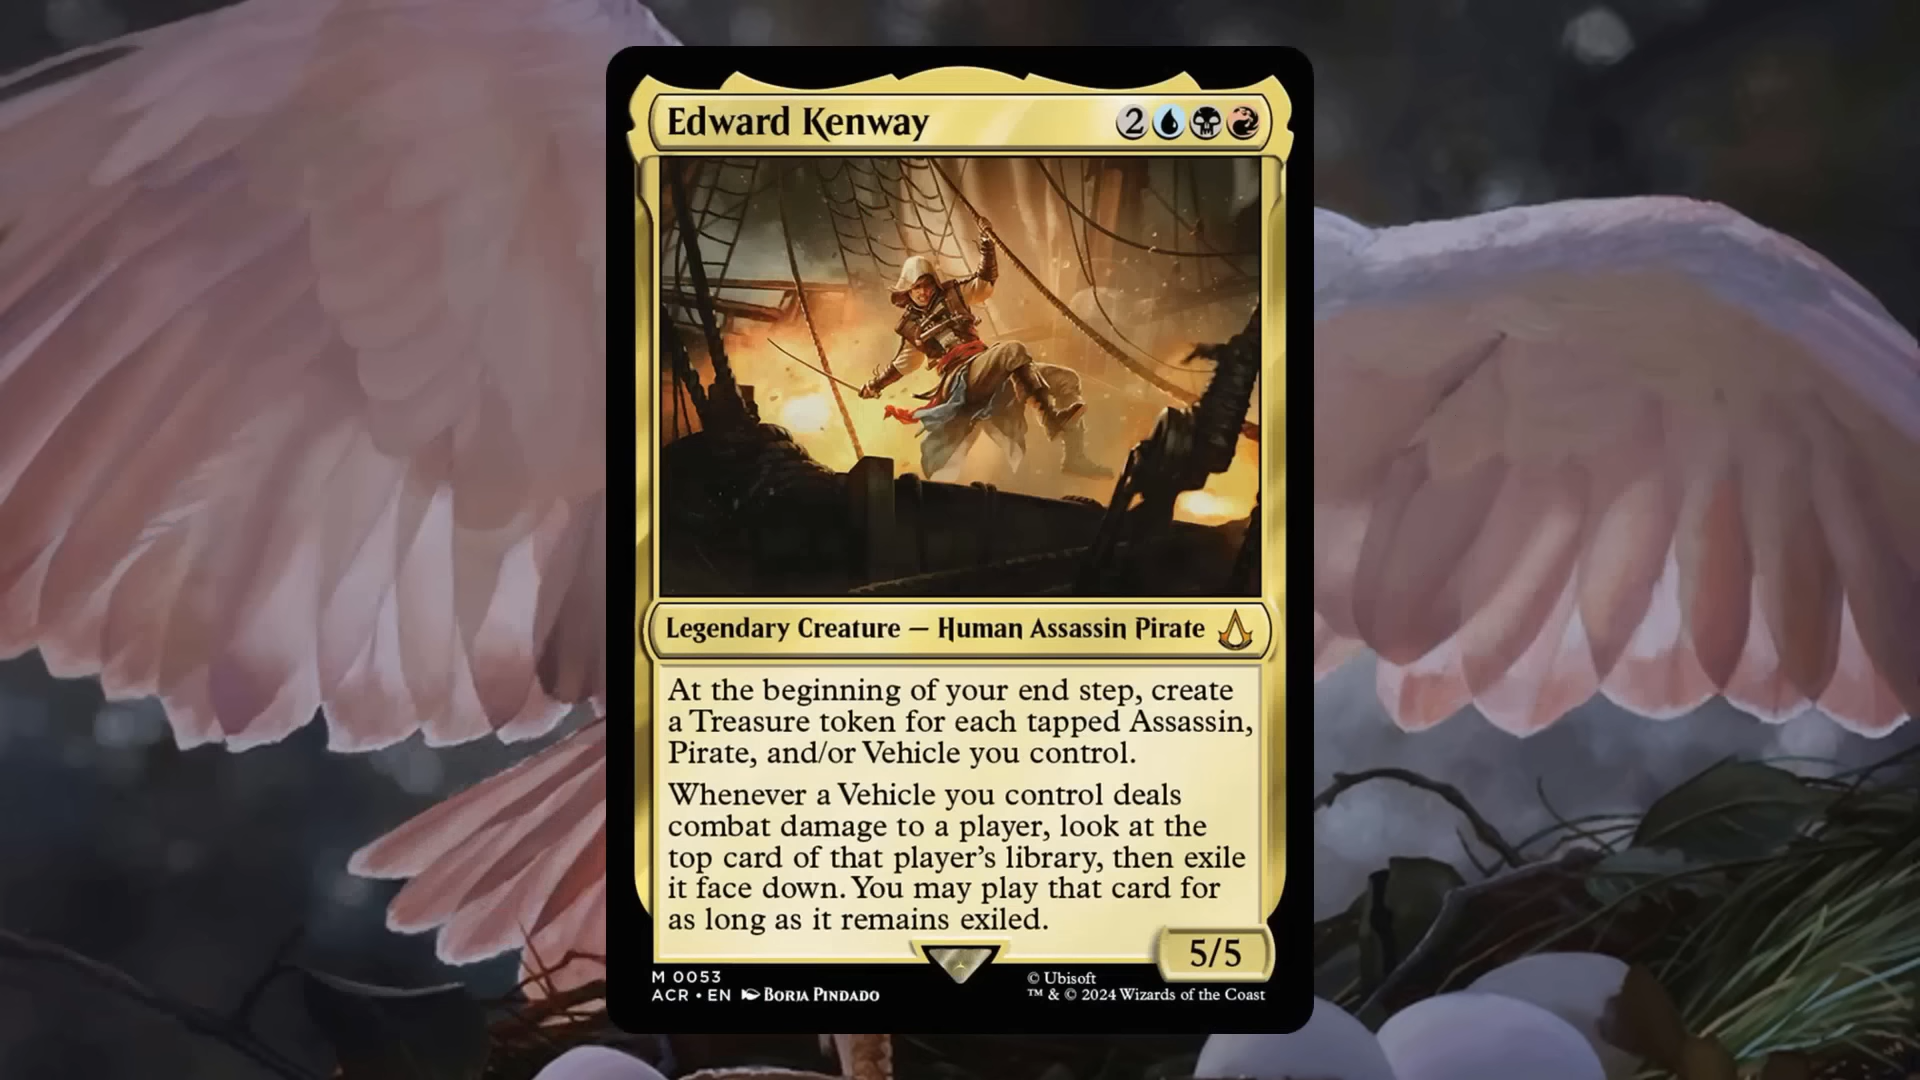 Edward Kenway 2
Legendary Creature — Human Assassin Pirate
At the beginning of your end step, create
a Treasure token for each tapped Assassin,
Pirate, and/or Vehicle you control.
Whenever a Vehicle you control deals
combat damage to a player, look at the
top card of that player's library, then exile
it face down. You may play that card for
as long as it remains exiled.
5/5
M 0053
ACR • EN Borja Pindado
© Ubisoft
™ & © 2024 Wizards of the Coast